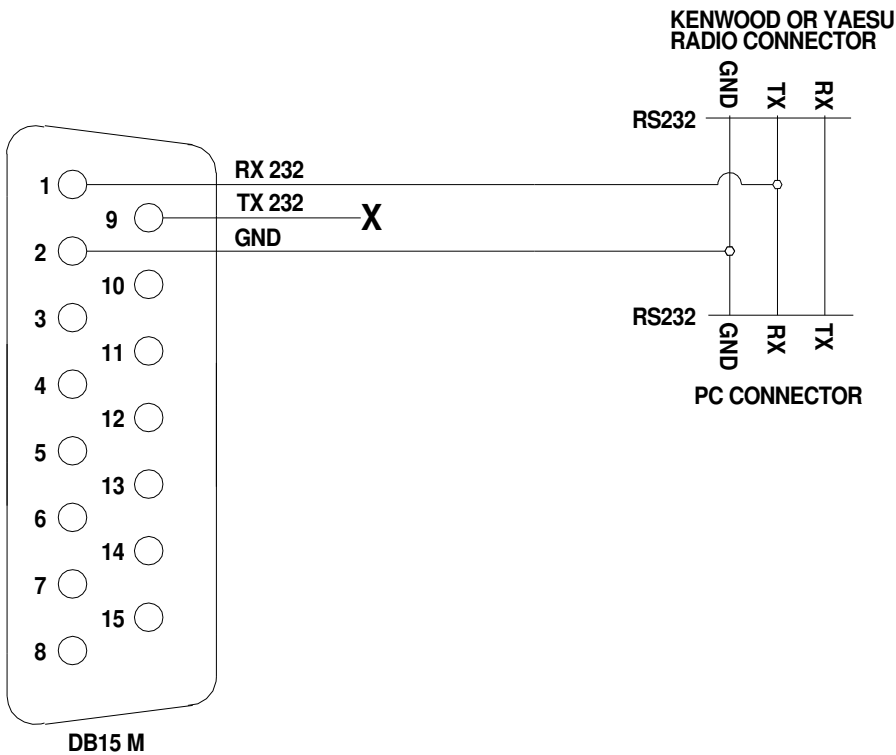 KENWOOD OR YAESU
RADIO CONNECTOR
GND
TX
RX
RS232
1
RX 232
9
TX 232
X
2
GND
10
3
RS232
11
GND
RX
TX
4
PC CONNECTOR
12
5
13
6
14
7
15
8
DB15 M